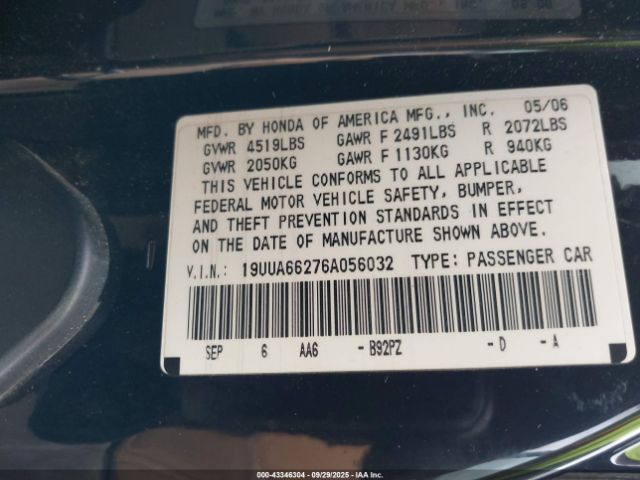 MFD. BY HONDA OF AMERICA MFG., INC. 05/06
GVWR 4519LBS GAWR F 2491LBS R 2072LBS
GVWR 2050KG GAWR F 1130KG R 940KG
THIS VEHICLE CONFORMS TO ALL APPLICABLE
FEDERAL MOTOR VEHICLE SAFETY, BUMPER,
AND THEFT PREVENTION STANDARDS IN EFFECT
ON THE DATE OF MANUFACTURE SHOWN ABOVE.
V.I.N.: 19UUA66276A056032 TYPE: PASSENGER CAR
SEP 6 AA6 -B92PZ -D -A
000-43346304 - 09/29/2025 - IAA Inc.